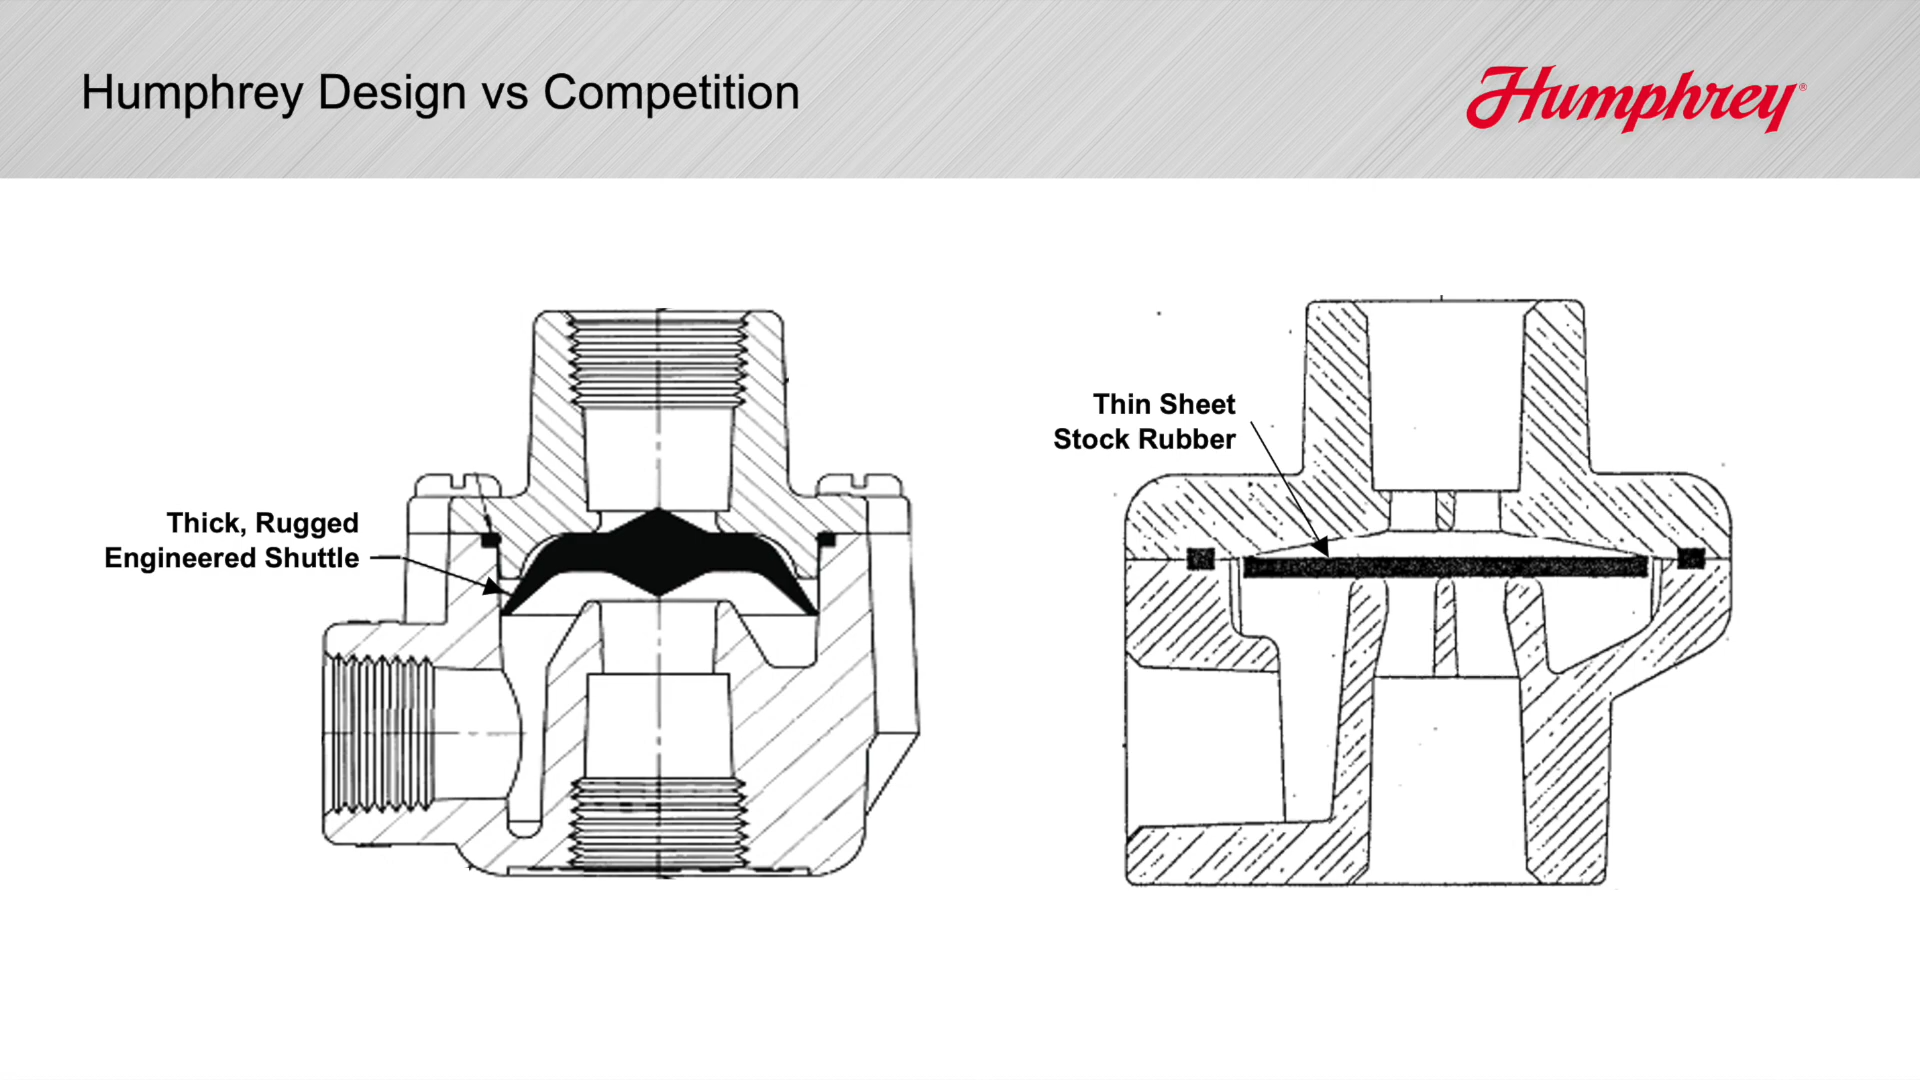 Humphrey Design vs Competition
Humphrey®
Thick, Rugged
Engineered Shuttle
Thin Sheet
Stock Rubber